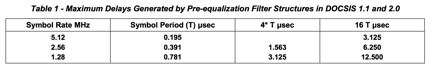 Table 1 - Maximum Delays Generated by Pre-equalization Filter Structures in DOCSIS 1.1 and 2.0
Symbol Rate MHz Symbol Period (T) μsec 4* T μsec 16 T μsec
5.12 0.195 3.125
2.56 0.391 1.563 6.250
1.28 0.781 3.125 12.500